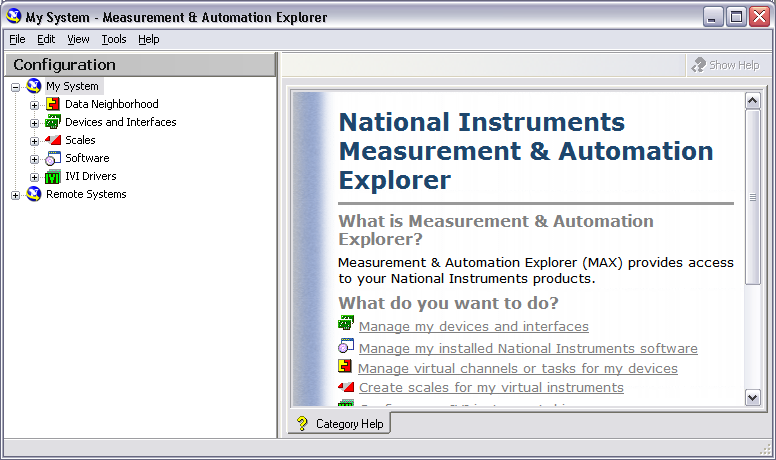 My System - Measurement & Automation Explorer
File Edit View Tools Help
Configuration
Show Help
My System
Data Neighborhood
Devices and Interfaces
Scales
Software
IVI Drivers
Remote Systems
National Instruments
Measurement & Automation
Explorer
What is Measurement & Automation
Explorer?
Measurement & Automation Explorer (MAX) provides access
to your National Instruments products.
What do you want to do?
Manage my devices and interfaces
Manage my installed National Instruments software
Manage virtual channels or tasks for my devices
Create scales for my virtual instruments
Category Help